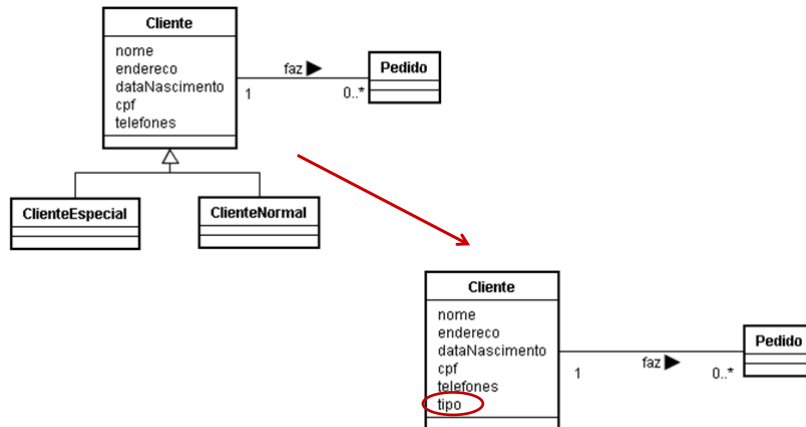 Cliente
nome
endereco
dataNascimento
cpf
telefones
faz
1
0..*
Pedido
ClienteEspecial
ClienteNormal
Cliente
nome
endereco
dataNascimento
cpf
telefones
tipo
faz
1
0..*
Pedido